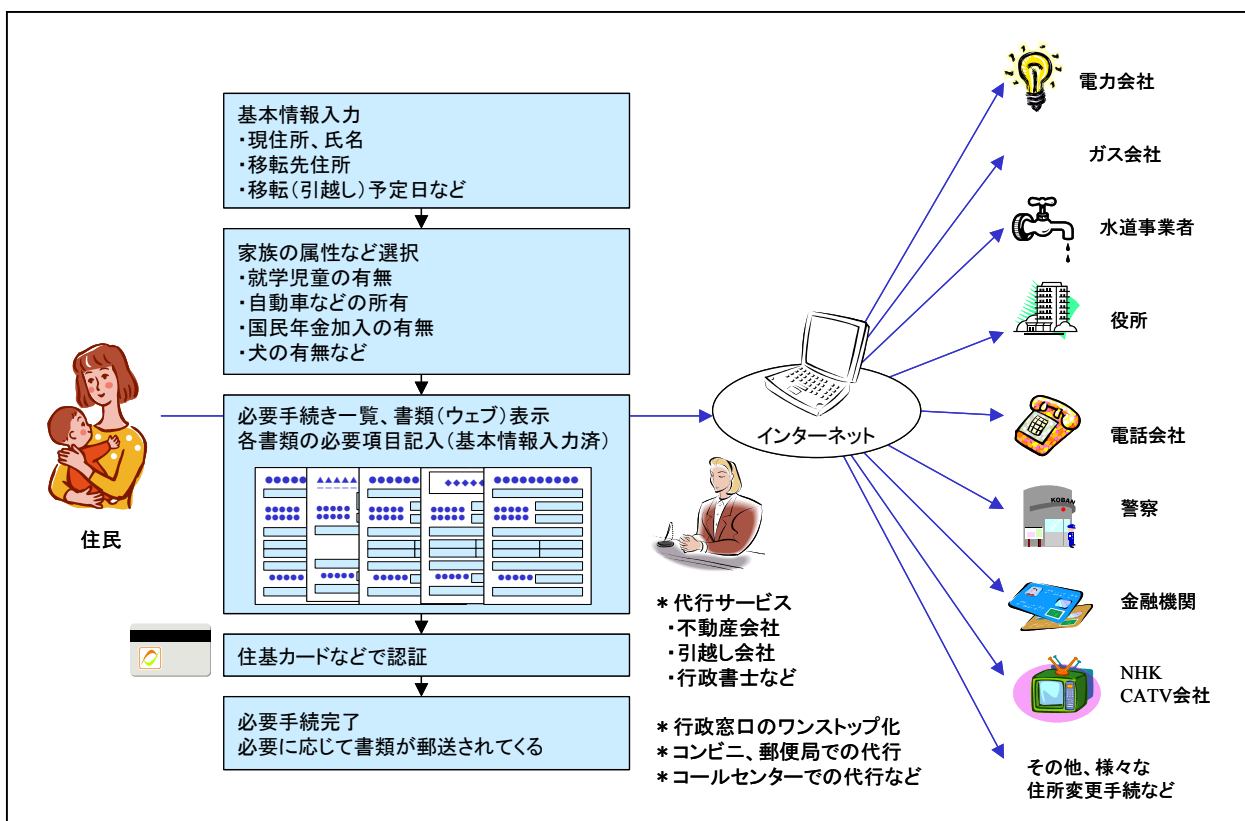 基本情報入力
・現住所、氏名
・移転先住所
・移転（引越し）予定日など
家族の属性など選択
・就学児童の有無
・自動車などの所有
・国民年金加入の有無
・犬の有無など
必要手続き一覧、書類（ウェブ）表示
各書類の必要項目記入（基本情報入力済）
住民
住基カードなどで認証
必要手続完了
必要に応じて書類が郵送されてくる
インターネット
＊代行サービス
・不動産会社
・引越し会社
・行政書士など
＊行政窓口のワンストップ化
＊コンビニ、郵便局での代行
＊コールセンターでの代行など
電力会社
ガス会社
水道事業者
役所
電話会社
KOBAN
警察
金融機関
NHK
CATV会社
その他、様々な
住所変更手続など